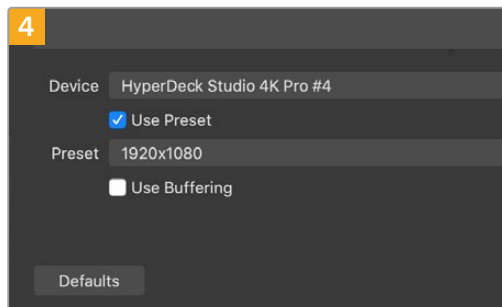 4
Device HyperDeck Studio 4K Pro #4
Use Preset
Preset 1920x1080
Use Buffering
Defaults